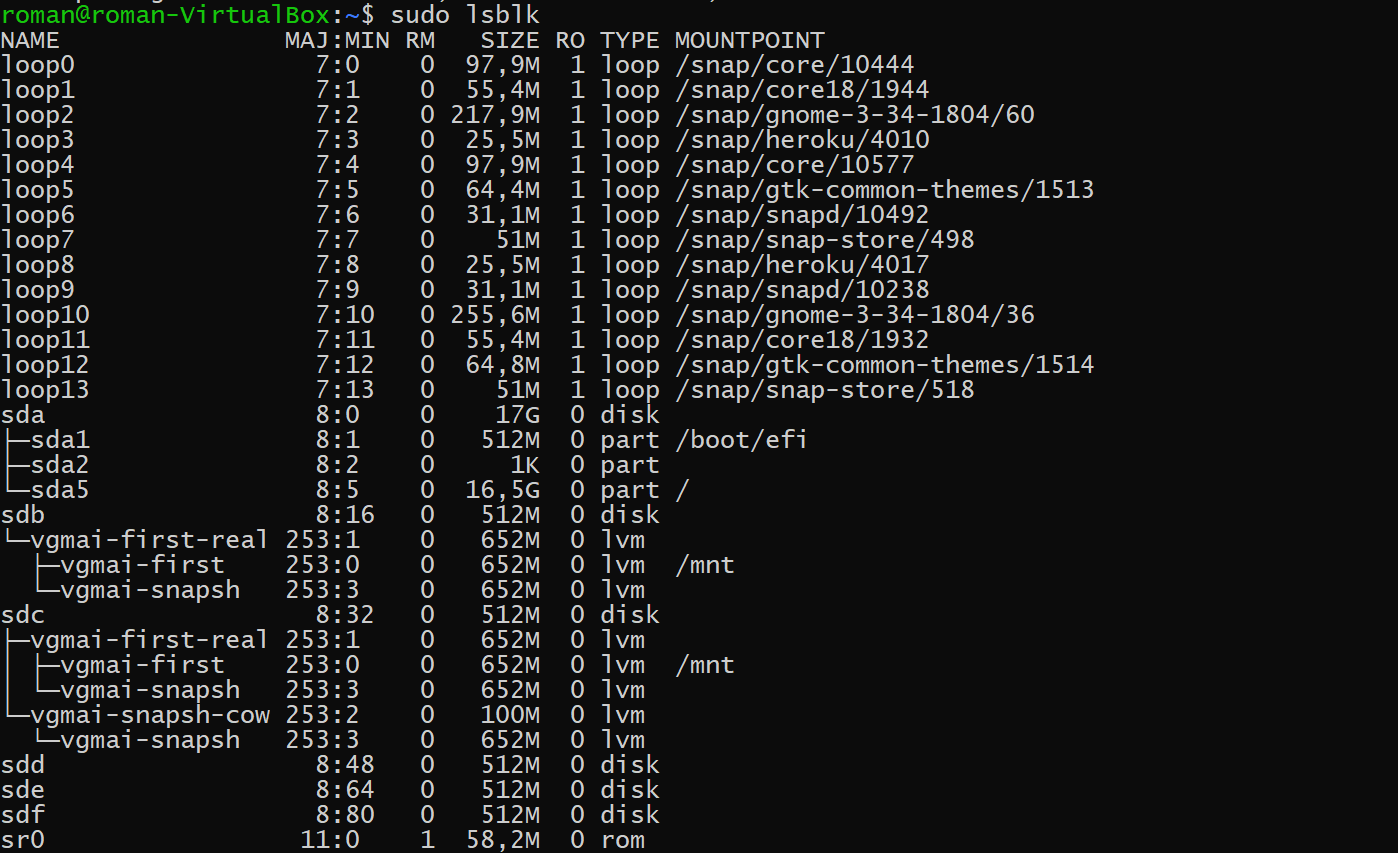 roman@roman-VirtualBox:~$ sudo lsblk
NAME               MAJ:MIN RM   SIZE RO TYPE MOUNTPOINT
loop0                7:0    0  97,9M  1 loop /snap/core/10444
loop1                7:1    0  55,4M  1 loop /snap/core18/1944
loop2                7:2    0 217,9M  1 loop /snap/gnome-3-34-1804/60
loop3                7:3    0  25,5M  1 loop /snap/heroku/4010
loop4                7:4    0  97,9M  1 loop /snap/core/10577
loop5                7:5    0  64,4M  1 loop /snap/gtk-common-themes/1513
loop6                7:6    0  31,1M  1 loop /snap/snapd/10492
loop7                7:7    0    51M  1 loop /snap/snap-store/498
loop8                7:8    0  25,5M  1 loop /snap/heroku/4017
loop9                7:9    0  31,1M  1 loop /snap/snapd/10238
loop10               7:10   0 255,6M  1 loop /snap/gnome-3-34-1804/36
loop11               7:11   0  55,4M  1 loop /snap/core18/1932
loop12               7:12   0  64,8M  1 loop /snap/gtk-common-themes/1514
loop13               7:13   0    51M  1 loop /snap/snap-store/518
sda                  8:0    0    17G  0 disk
├─sda1               8:1    0   512M  0 part /boot/efi
├─sda2               8:2    0     1K  0 part
└─sda5               8:5    0  16,5G  0 part /
sdb                  8:16   0   512M  0 disk
└─vgmai-first-real 253:1    0   652M  0 lvm
  ├─vgmai-first    253:0    0   652M  0 lvm  /mnt
  └─vgmai-snapsh   253:3    0   652M  0 lvm
sdc                  8:32   0   512M  0 disk
├─vgmai-first-real 253:1    0   652M  0 lvm
│ ├─vgmai-first    253:0    0   652M  0 lvm  /mnt
│ └─vgmai-snapsh   253:3    0   652M  0 lvm
└─vgmai-snapsh-cow 253:2    0   100M  0 lvm
  └─vgmai-snapsh   253:3    0   652M  0 lvm
sdd                  8:48   0   512M  0 disk
sde                  8:64   0   512M  0 disk
sdf                  8:80   0   512M  0 disk
sr0                 11:0    1  58,2M  0 rom